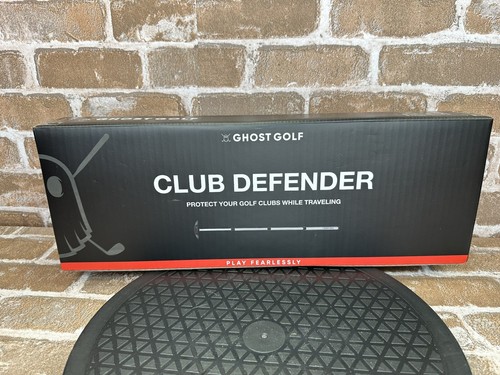 GHOST GOLF
CLUB DEFENDER
PROTECT YOUR GOLF CLUBS WHILE TRAVELING
PLAY FEARLESSLY